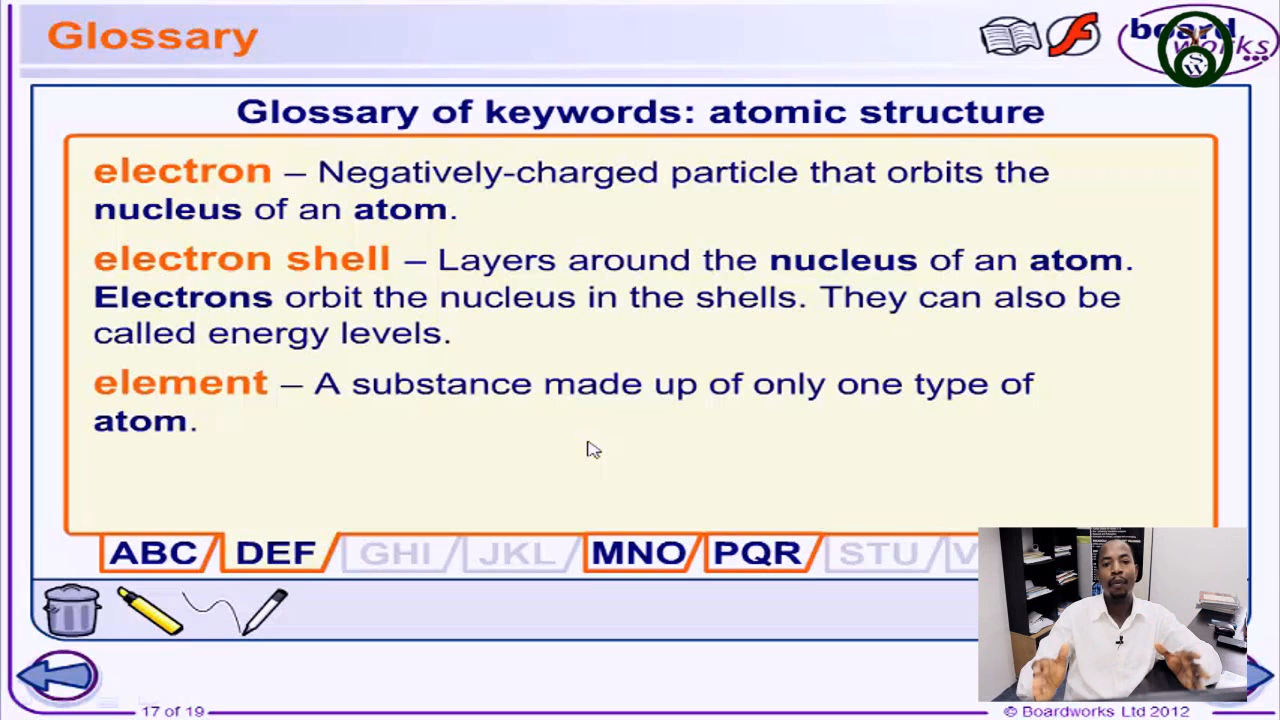 Glossary
board
works
Glossary of keywords: atomic structure
electron – Negatively-charged particle that orbits the
nucleus of an atom.
electron shell – Layers around the nucleus of an atom.
Electrons orbit the nucleus in the shells. They can also be
called energy levels.
element – A substance made up of only one type of
atom.
ABC DEF GHI JKL MNO PQR STU V
17 of 19
© Boardworks Ltd 2012